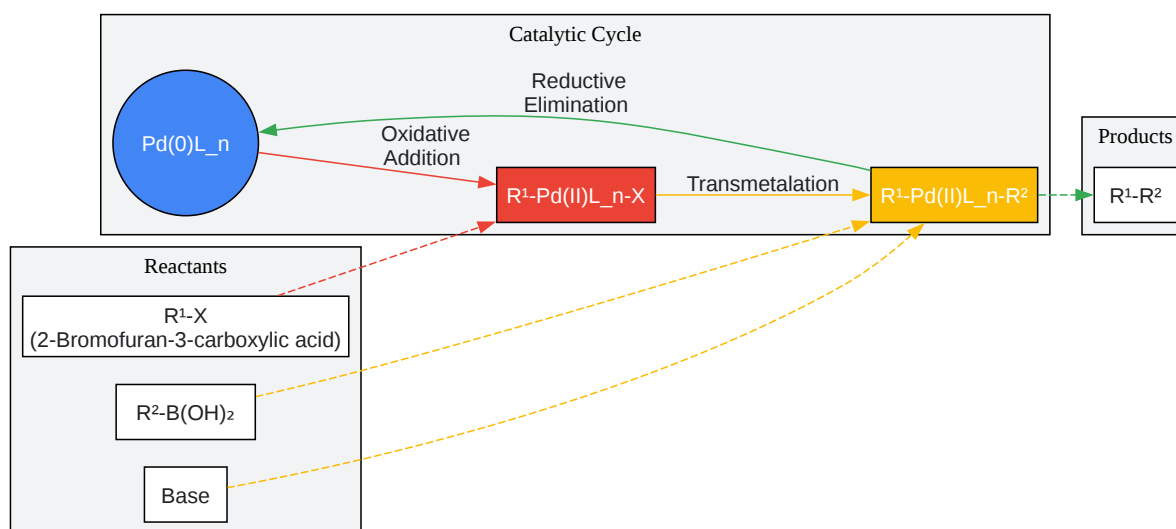 Catalytic Cycle
Reductive
Elimination
Pd(0)L_n
Oxidative
Addition
R¹-Pd(II)L_n-X
Transmetalation
R¹-Pd(II)L_n-R²
Products
R¹-R²
Reactants
R¹-X
(2-Bromofuran-3-carboxylic acid)
R²-B(OH)₂
Base